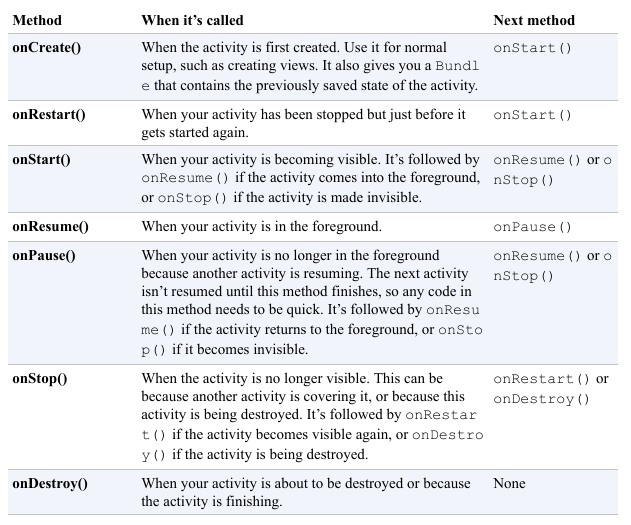 Method When it's called Next method
onCreate() When the activity is first created. Use it for normal onStart()
setup, such as creating views. It also gives you a Bundl
e that contains the previously saved state of the activity.
onRestart() When your activity has been stopped but just before it onStart()
gets started again.
onStart() When your activity is becoming visible. It's followed by onResume() or o
onResume() if the activity comes into the foreground, nStop()
or onStop() if the activity is made invisible.
onResume() When your activity is in the foreground. onPause()
onPause() When your activity is no longer in the foreground onResume() or o
because another activity is resuming. The next activity nStop()
isn't resumed until this method finishes, so any code in
this method needs to be quick. It's followed by onResu
me() if the activity returns to the foreground, or onSto
p() if it becomes invisible.
onStop() When the activity is no longer visible. This can be onRestart() or
because another activity is covering it, or because this onDestroy()
activity is being destroyed. It's followed by onRestar
t() if the activity becomes visible again, or onDestro
y() if the activity is being destroyed.
onDestroy() When your activity is about to be destroyed or because None
the activity is finishing.